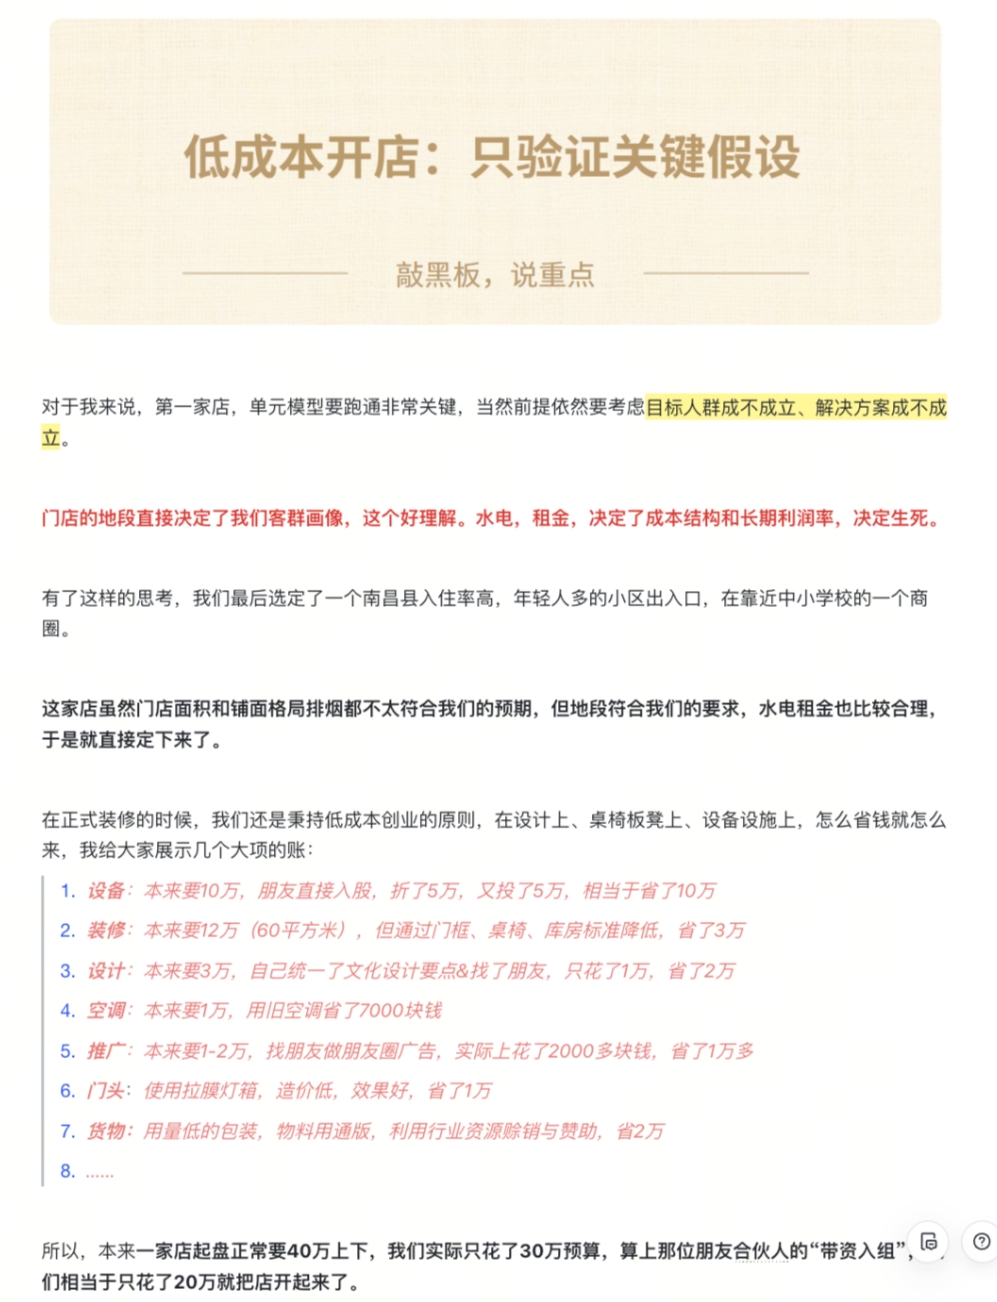 低成本开店：只验证关键假设
敲黑板，说重点
对于我来说，第一家店，单元模型要跑通非常关键，当然前提依然要考虑目标人群成不成立、解决方案成不成
立。
门店的地段直接决定了我们客群画像，这个好理解。水电，租金，决定了成本结构和长期利润率，决定生死。
有了这样的思考，我们最后选定了一个南昌县入住率高，年轻人多的小区出入口，在靠近中小学校的一个商
圈。
这家店虽然门店面积和铺面格局排烟都不太符合我们的预期，但地段符合我们的要求，水电租金也比较合理，
于是就直接定下来了。
在正式装修的时候，我们还是秉持低成本创业的原则，在设计上、桌椅板凳上、设备设施上，怎么省钱就怎么
来，我给大家展示几个大项的账：
1. 设备：本来要10万，朋友直接入股，折了5万，又投了5万，相当于省了10万
2. 装修：本来要12万（60平方米），但通过门框、桌椅、库房标准降低，省了3万
3. 设计：本来要3万，自己统一了文化设计要点&找了朋友，只花了1万，省了2万
4. 空调：本来要1万，用旧空调省了7000块钱
5. 推广：本来要1-2万，找朋友做朋友圈广告，实际上花了2000多块钱，省了1万多
6. 门头：使用拉膜灯箱，造价低，效果好，省了1万
7. 货物：用量低的包装，物料用通版，利用行业资源赊销与赞助，省2万
8. ......
所以，本来一家店起盘正常要40万上下，我们实际只花了30万预算，算上那位朋友合伙人的“带资入组”，
们相当于只花了20万就把店开起来了。